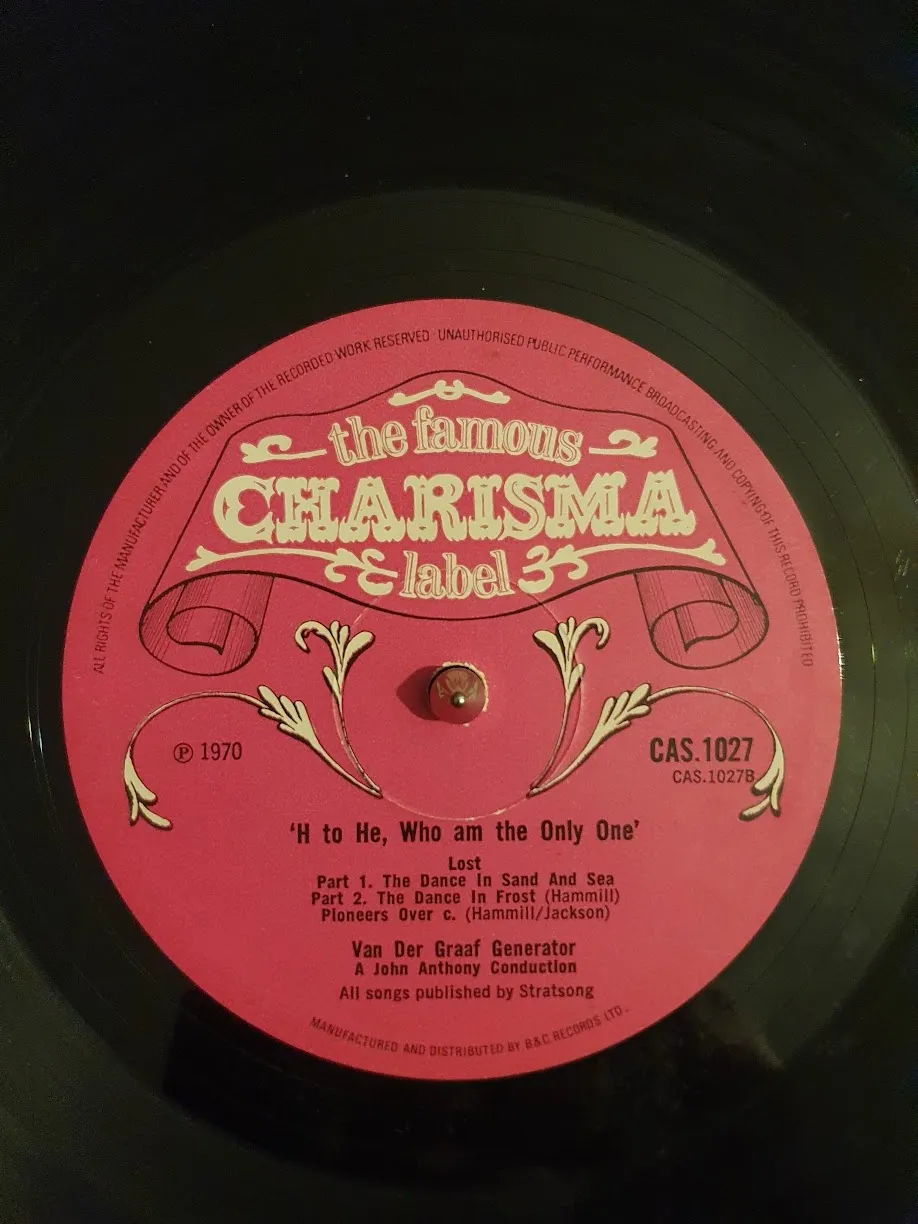 ALL RIGHTS OF THE MANUFACTURER AND OF THE OWNER OF THE RECORDED WORK RESERVED UNAUTHORISED PUBLIC PERFORMANCE BROADCASTING AND COPYING OF THIS RECORD PROHIBITED
the famous
CHARISMA
label
℗ 1970
CAS.1027
CAS.1027B
‘H to He, Who am the Only One’
Lost
Part 1. The Dance In Sand And Sea
Part 2. The Dance In Frost (Hammill)
Pioneers Over c. (Hammill/Jackson)
Van Der Graaf Generator
A John Anthony Conduction
All songs published by Stratsong
MANUFACTURED AND DISTRIBUTED BY B&C RECORDS LTD.